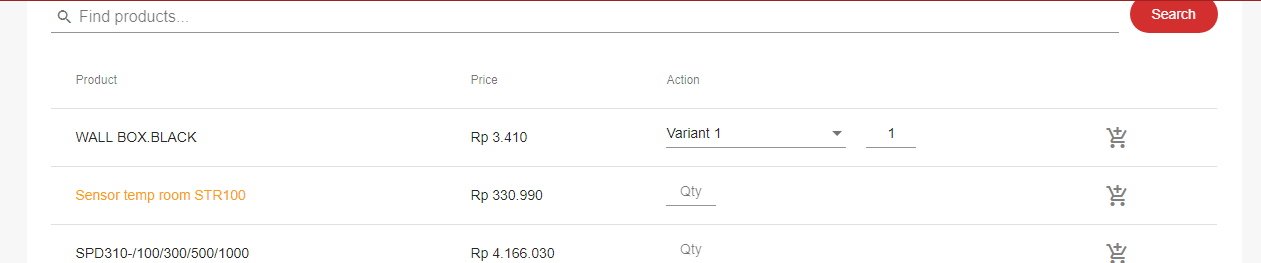 Find products...
Search
Product Price Action
WALL BOX.BLACK Rp 3.410 Variant 1 1
Sensor temp room STR100 Rp 330.990 Qty
SPD310-/100/300/500/1000 Rp 4.166.030 Qty